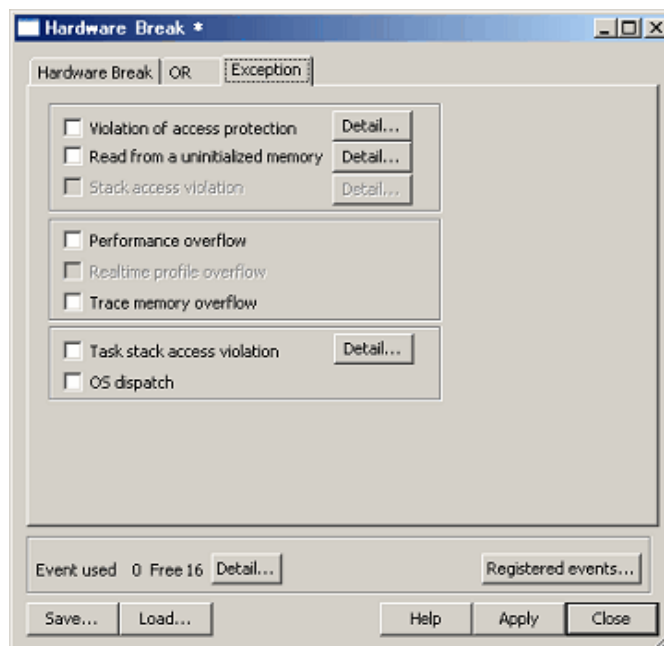 Hardware Break *
Hardware Break OR Exception
Violation of access protection Detail...
Read from a uninitialized memory Detail...
Stack access violation Detail...
Performance overflow
Realtime profile overflow
Trace memory overflow
Task stack access violation Detail...
OS dispatch
Event used 0 Free 16 Detail... Registered events...
Save... Load... Help Apply Close